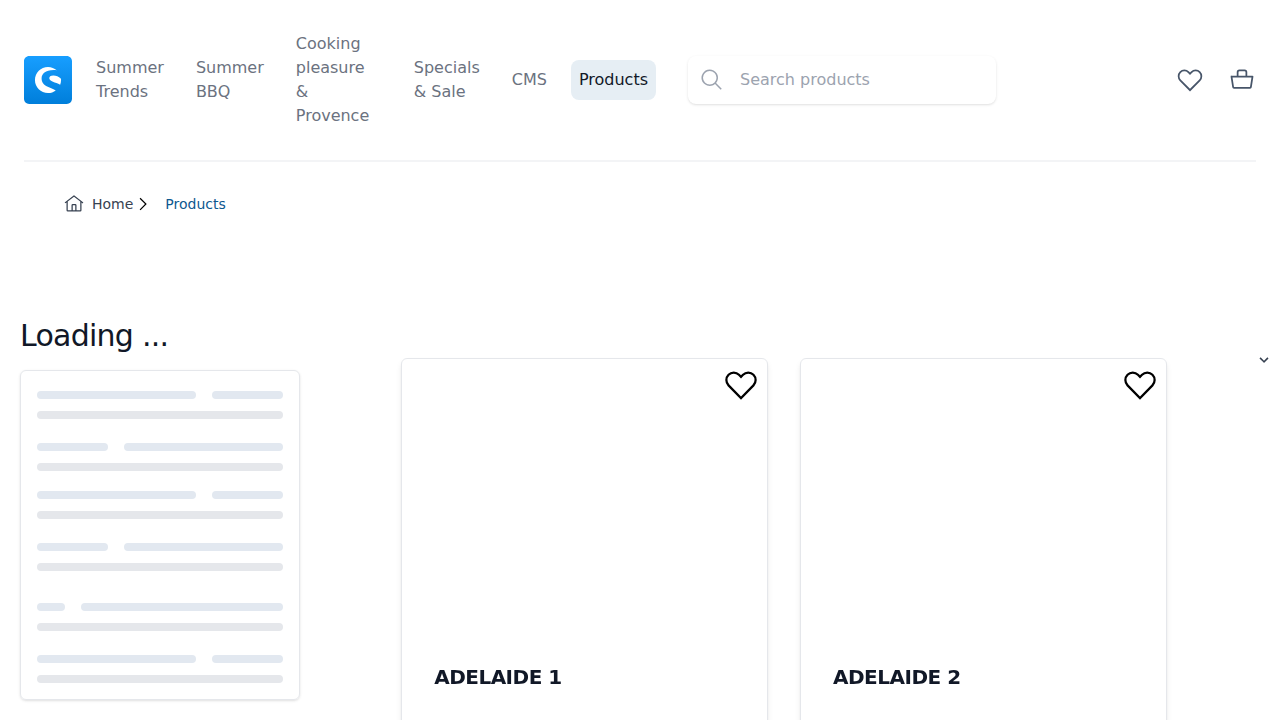 Summer
Trends
Summer
BBQ
Cooking
pleasure
&
Provence
Specials
& Sale
CMS
Products
Search products
Home
Products
Loading ...
ADELAIDE 1
ADELAIDE 2